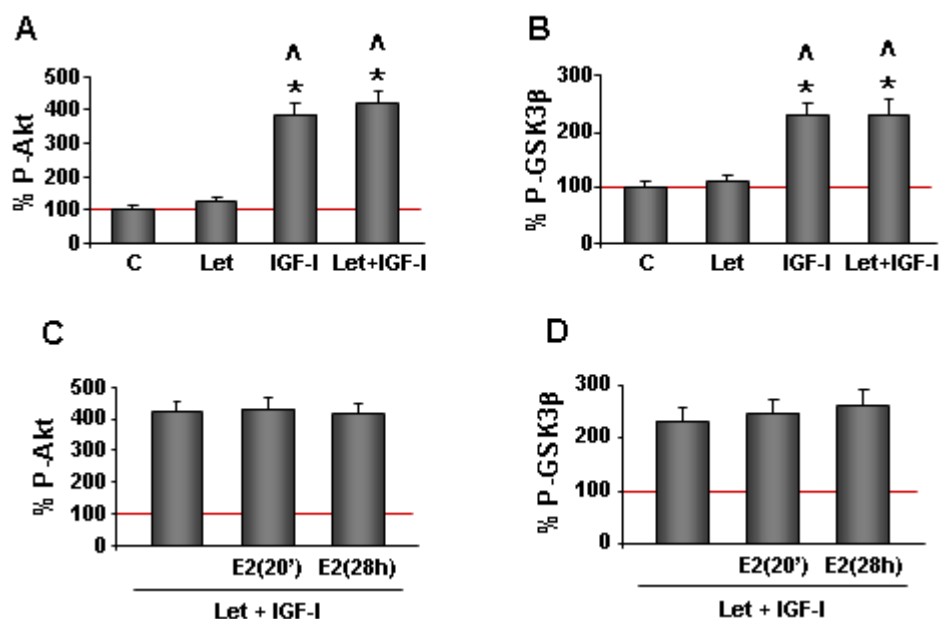 A
% P-Akt
500
400
300
200
100
0
^ ^
* *
C Let IGF-I Let+IGF-I
B
% P-GSK3β
300
200
100
0
^ ^
* *
C Let IGF-I Let+IGF-I
C
% P-Akt
500
400
300
200
100
0
E2(20’) E2(28h)
Let + IGF-I
D
% P-GSK3β
300
200
100
0
E2(20’) E2(28h)
Let + IGF-I